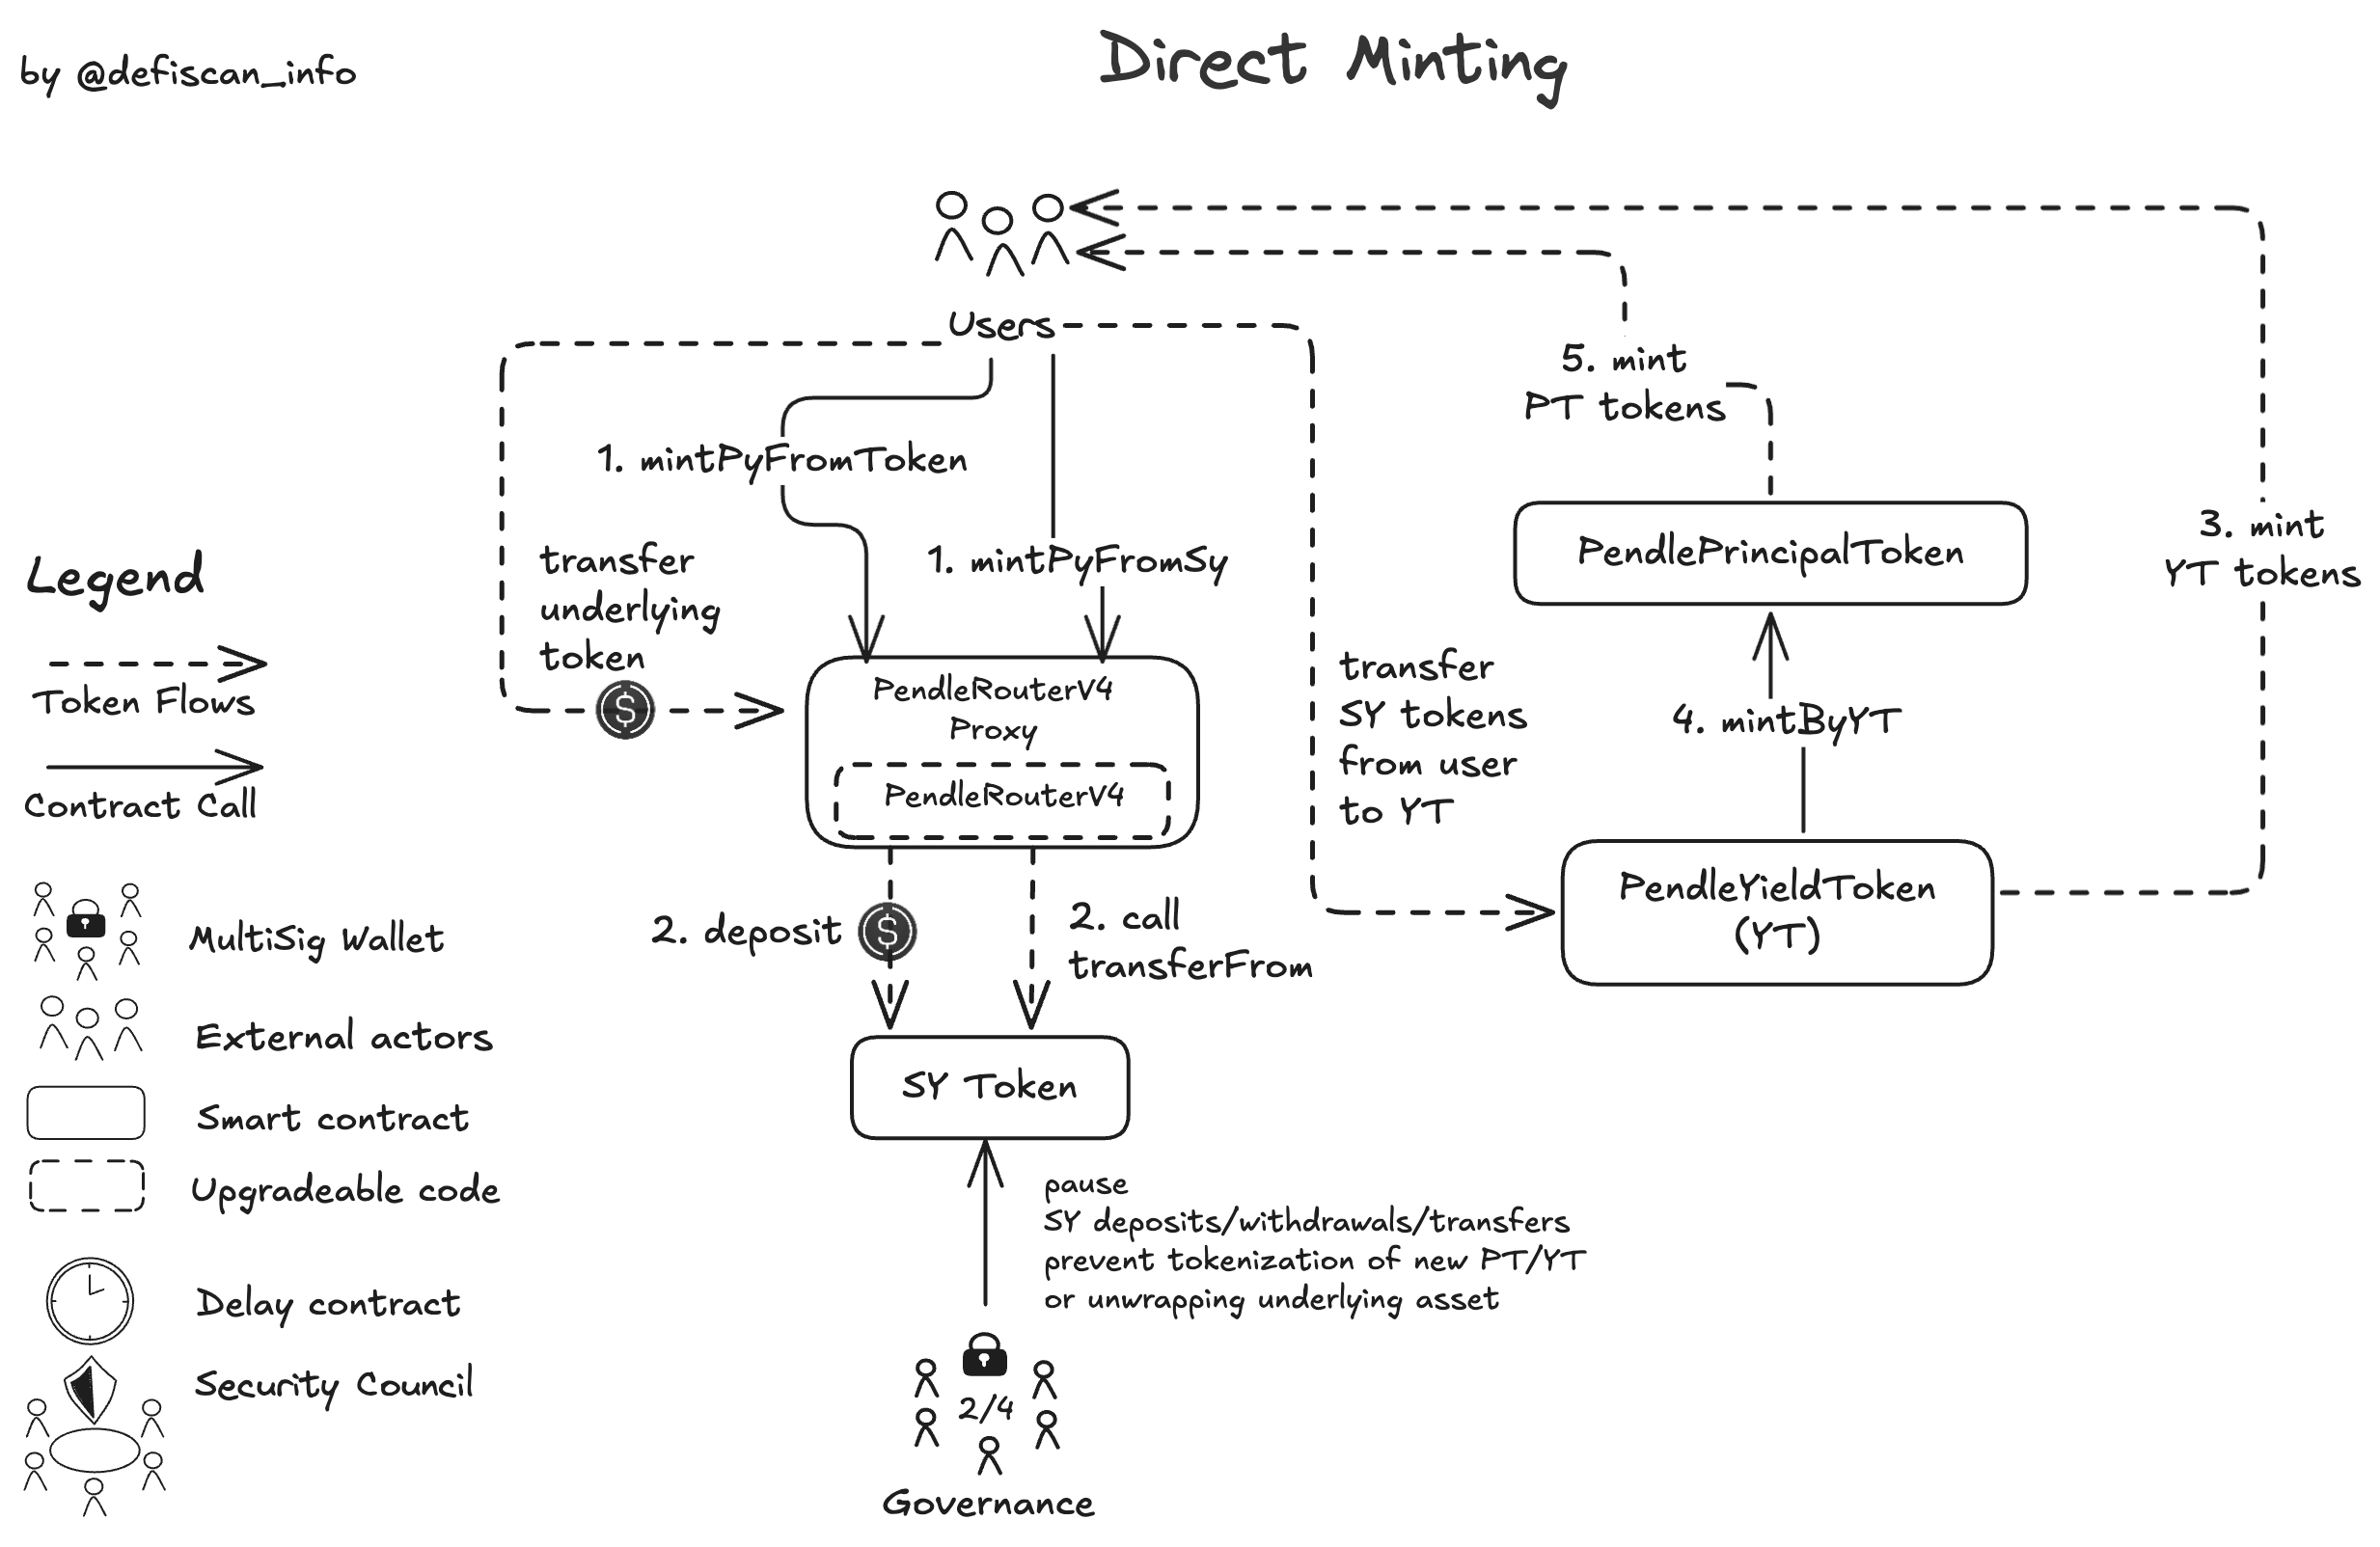 by @defiscan_info
Direct Minting
Users
1. mintPyFromToken
1. mintPyFromSy
transfer
underlying
token
PendleRouterV4
Proxy
PendleRouterV4
2. deposit
2. call
transferFrom
SY Token
pause
SY deposits/withdrawals/transfers
prevent tokenization of new PT/YT
or unwrapping underlying asset
2/4
Governance
transfer
SY tokens
from user
to YT
5. mint
PT tokens
PendlePrincipalToken
4. mintByYT
PendleYieldToken
(YT)
3. mint
YT tokens
Legend
Token Flows
Contract Call
MultiSig Wallet
External actors
Smart contract
Upgradeable code
Delay contract
Security Council